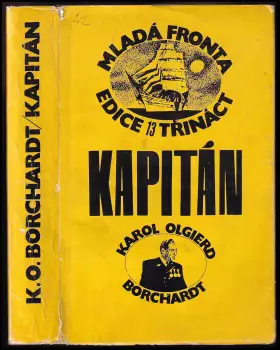 K. O. BORCHARDT/KAPITÁN
MLADÁ FRONTA
EDICE 13 TŘINÁCT
KAPITÁN
KAROL OLGIERD
BORCHARDT